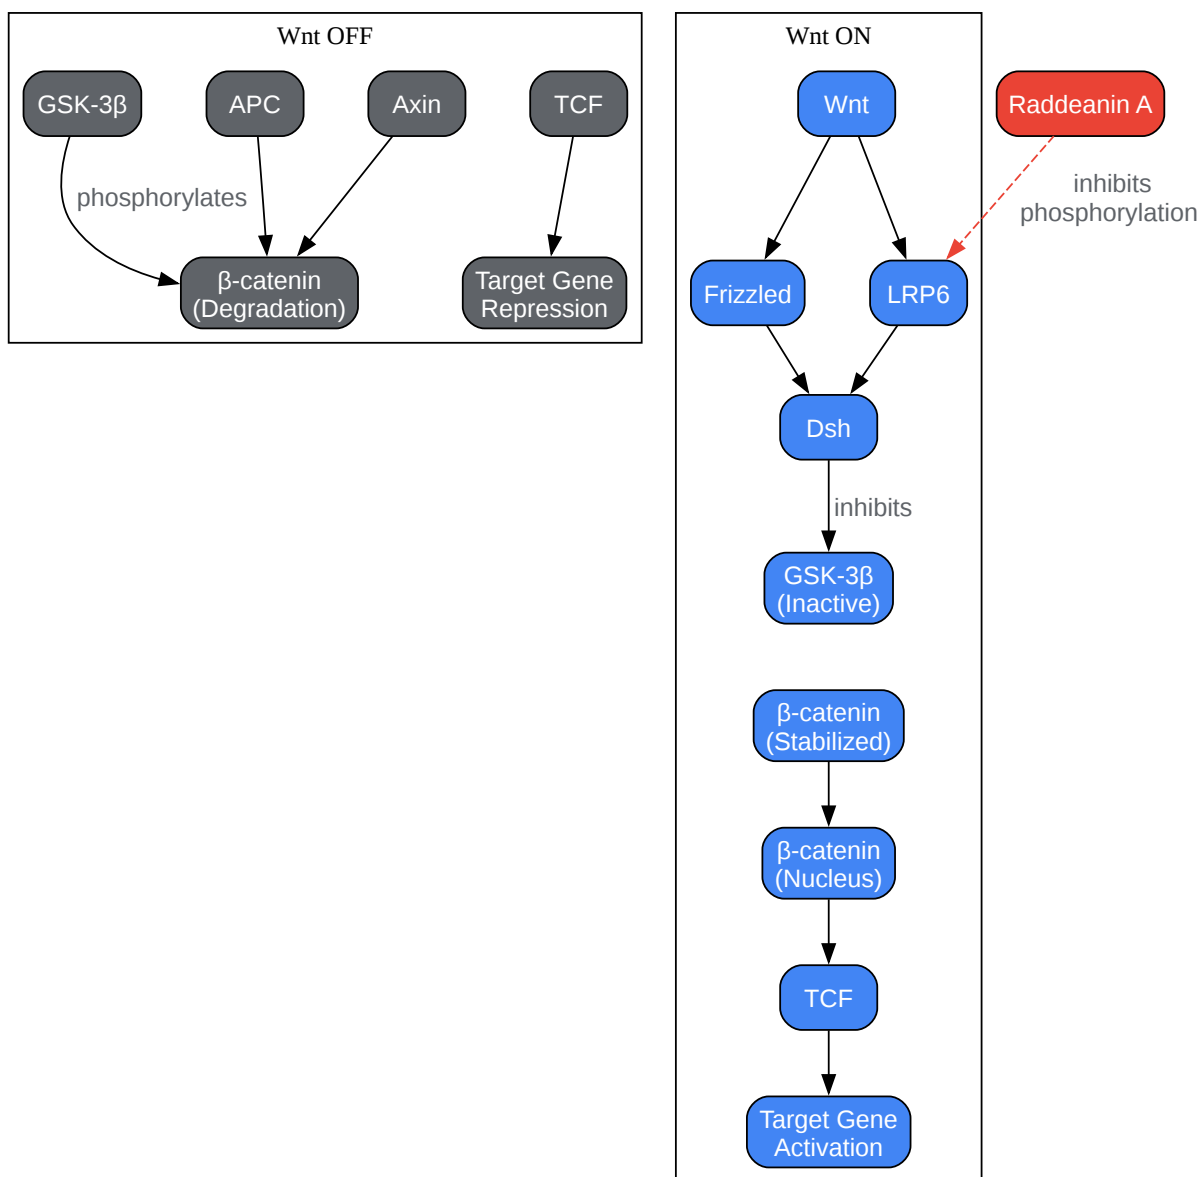 Wnt OFF
GSK-3β
APC
Axin
TCF
phosphorylates
β-catenin
(Degradation)
Target Gene
Repression
Wnt ON
Wnt
Raddeanin A
inhibits
phosphorylation
Frizzled
LRP6
Dsh
inhibits
GSK-3β
(Inactive)
β-catenin
(Stabilized)
β-catenin
(Nucleus)
TCF
Target Gene
Activation